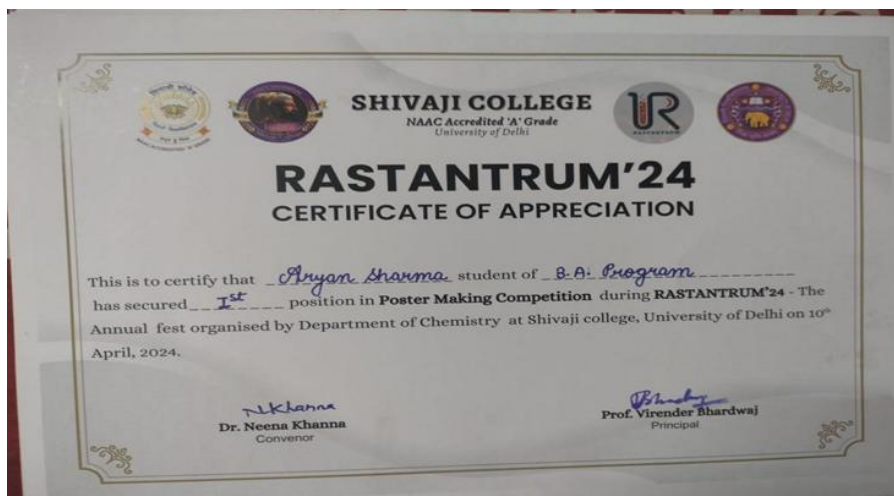 SHIVAJI COLLEGE
NAAC Accredited 'A' Grade
University of Delhi
RASTANTRUM'24
CERTIFICATE OF APPRECIATION
This is to certify that Aryan Sharma student of B.A. Program
has secured Ist position in Poster Making Competition during RASTANTRUM'24 - The
Annual fest organised by Department of Chemistry at Shivaji college, University of Delhi on 10th
April, 2024.
NKhanna
Dr. Neena Khanna
Convenor
Prof. Virender Bhardwaj
Principal